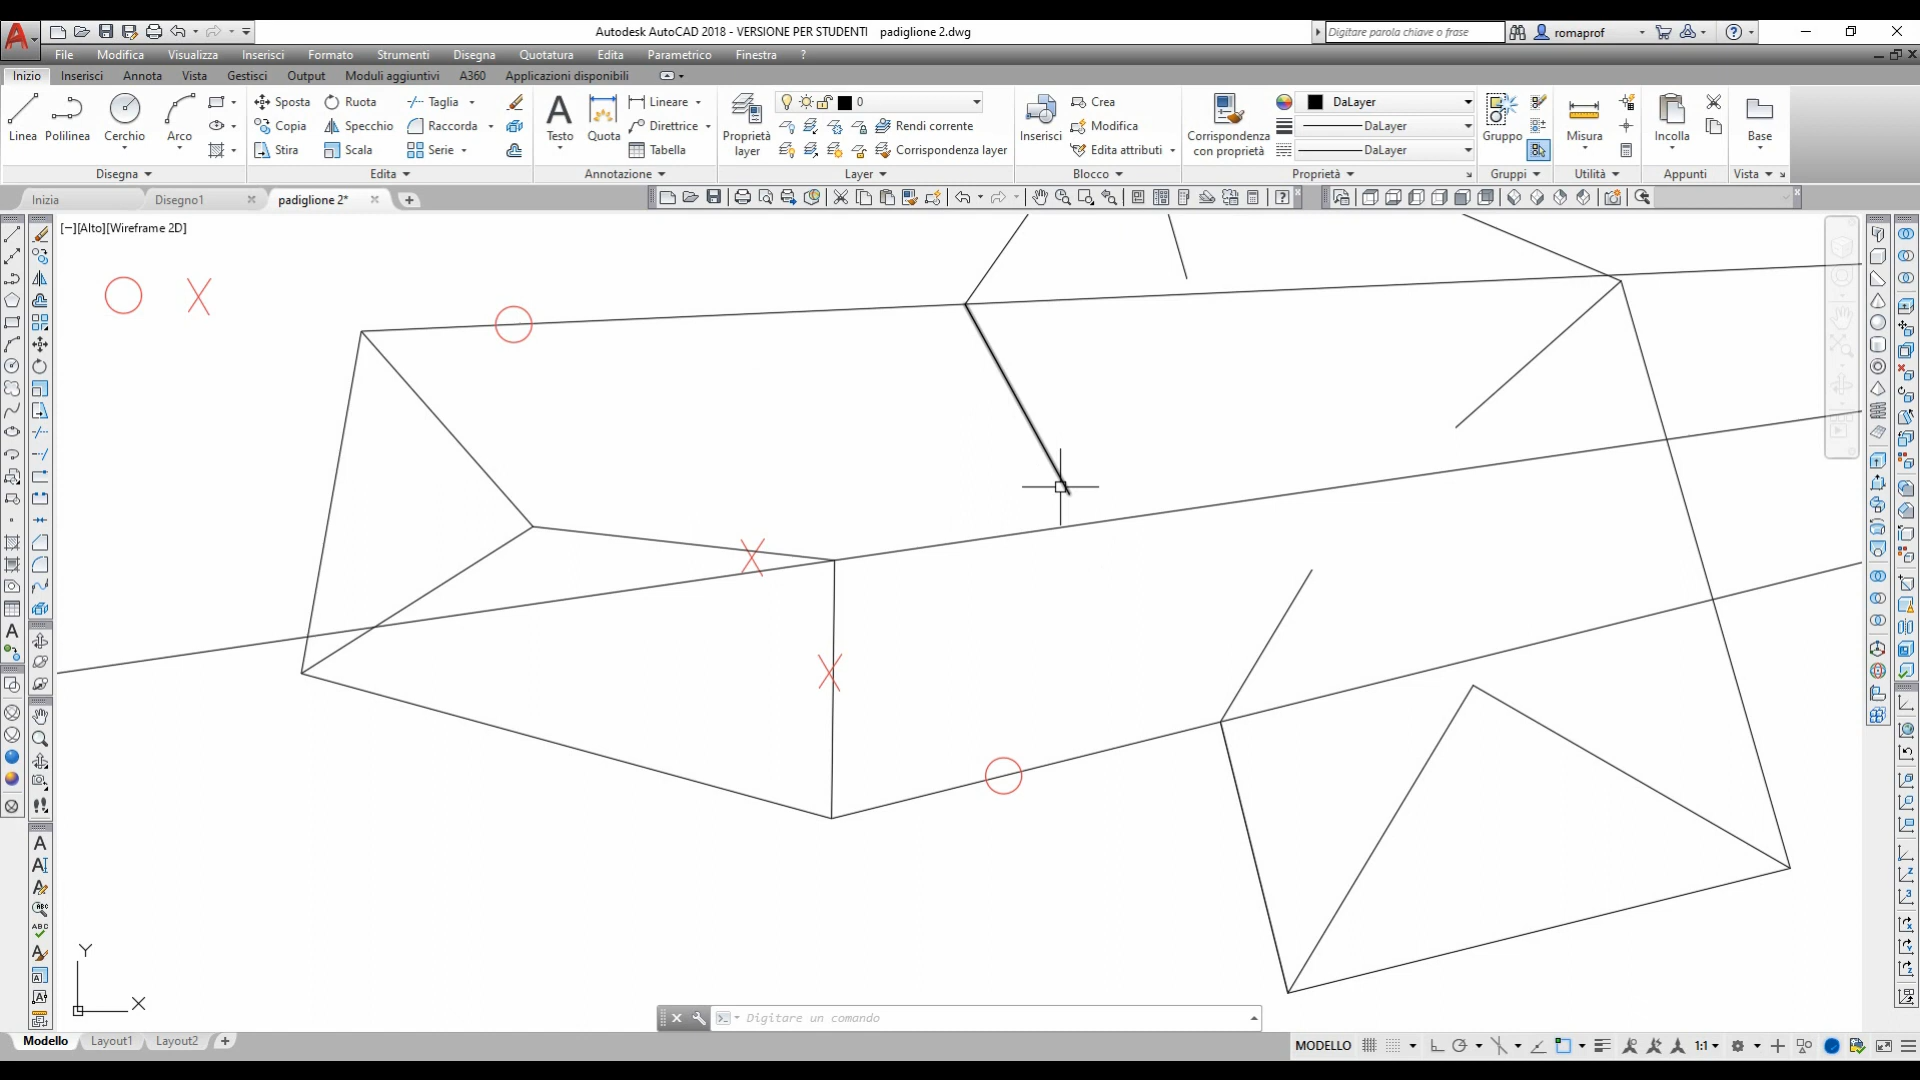 Autodesk AutoCAD 2018 - VERSIONE PER STUDENTI padiglione 2.dwg
Digitare parola chiave o frase
romaprof
File Modifica Visualizza Inserisci Formato Strumenti Disegna Quotatura Edita Parametrico Finestra ?
Inizio Inserisci Annota Vista Gestisci Output Moduli aggiuntivi A360 Applicazioni disponibili
Linea Polilinea Cerchio Arco
Sposta Ruota Taglia
Copia Specchio Raccorda
Stira Scala Serie
Testo Quota
Lineare
Direttrice
Tabella
Proprietà layer
0
Rendi corrente
Corrispondenza layer
Inserisci
Crea
Modifica
Edita attributi
Corrispondenza con proprietà
DaLayer
DaLayer
DaLayer
Gruppo
Misura
Incolla
Base
Disegna Edita Annotazione Layer Blocco Proprietà Gruppi Utilità Appunti Vista
Inizia Disegno1 padiglione 2*
[−][Alto][Wireframe 2D]
Y
X
Digitare un comando
Modello Layout1 Layout2
MODELLO 1:1